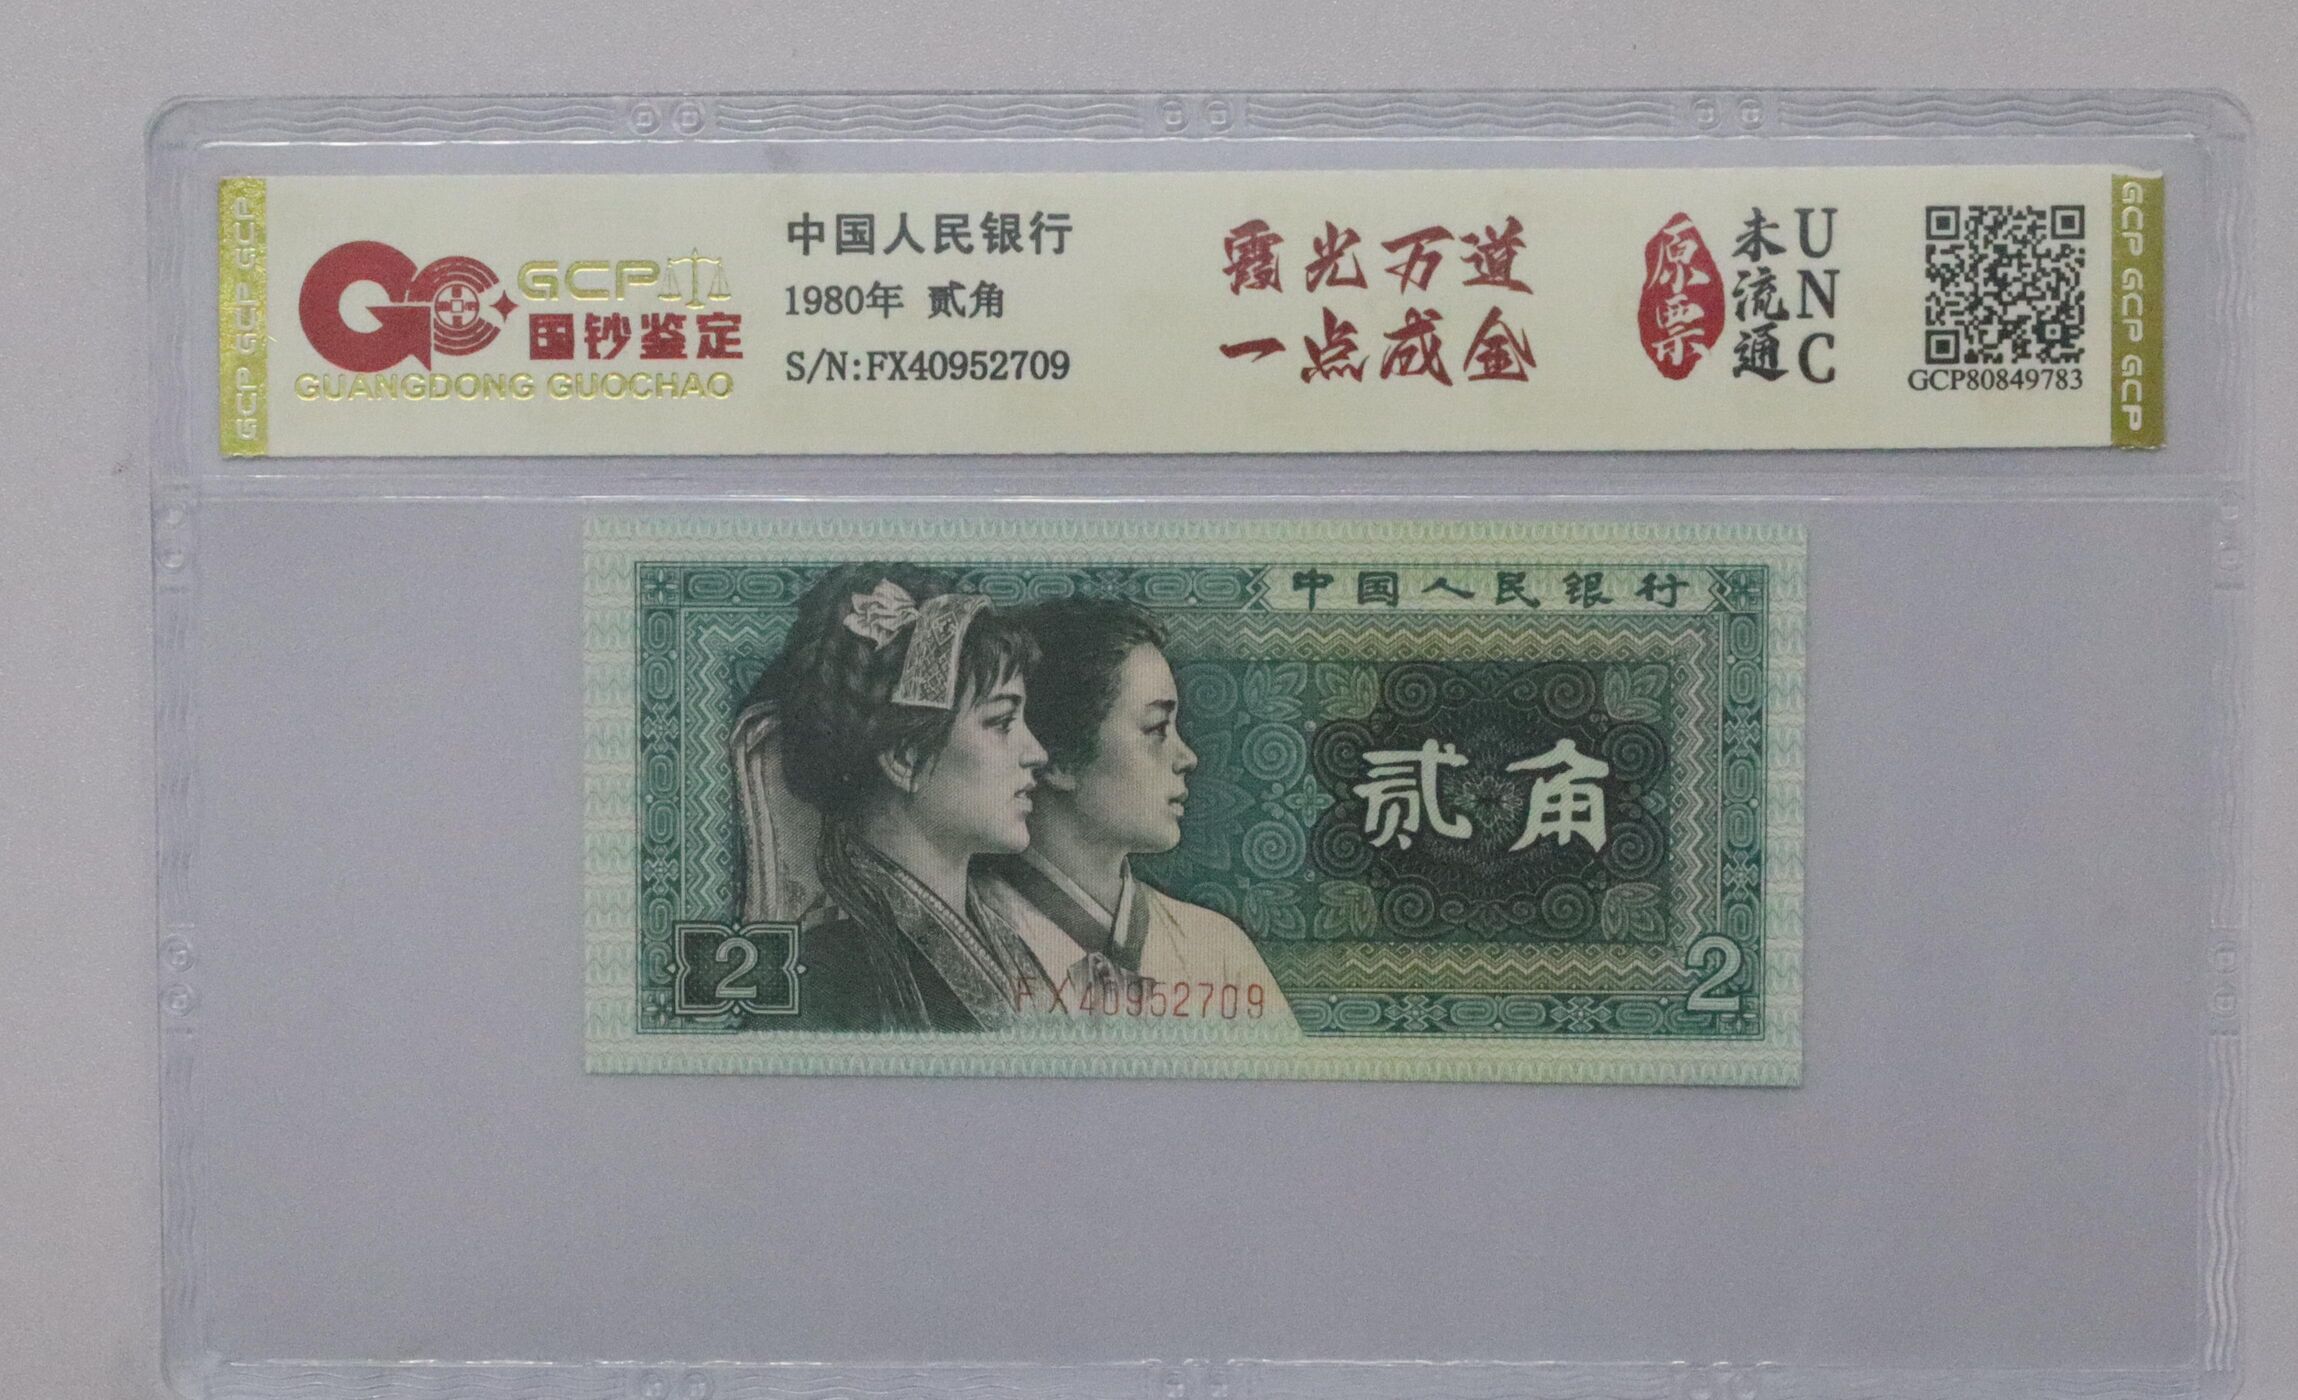 GCP GCP GCP
GCP
国钞鉴定
GUANGDONG GUOCHAO
中国人民银行
1980年 贰角
S/N:FX40952709
霞光万道
一点成金
原票
未流通
UNC
GCP80849783
GCP GCP GCP
中国人民银行
贰角
2
FX40952709
2